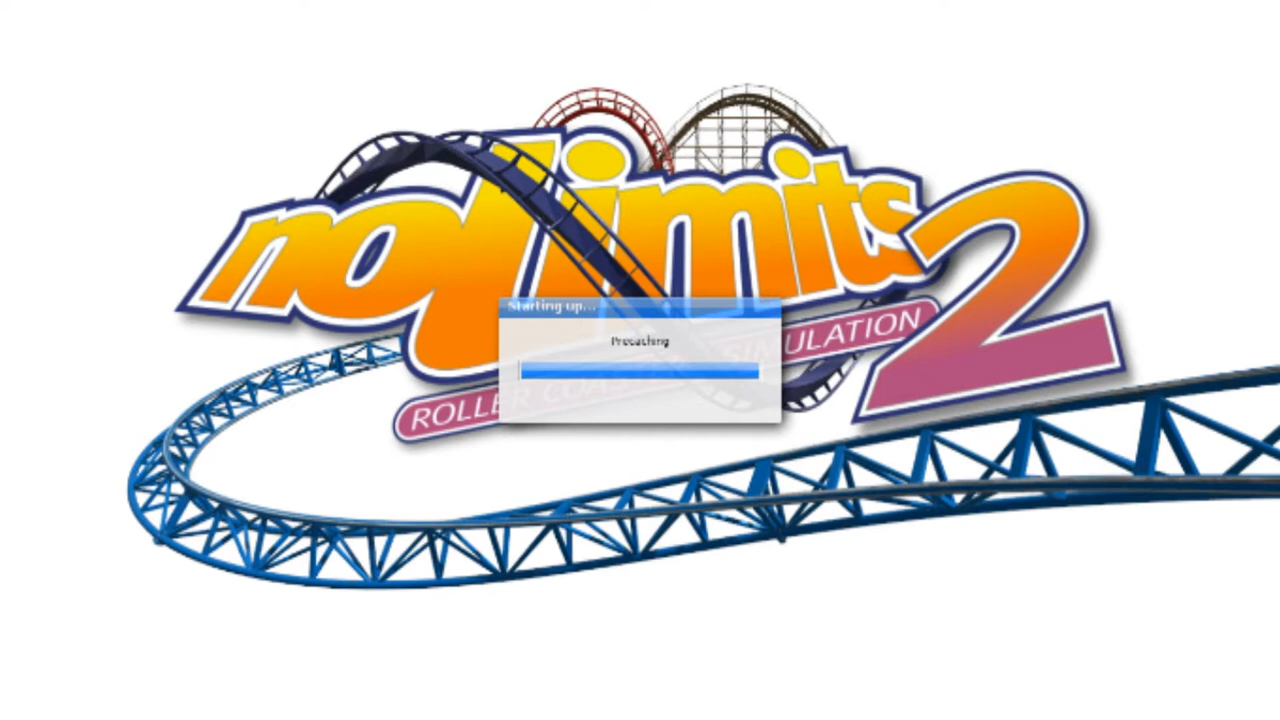 nolimits 2
ROLLER COASTER SIMULATION
Starting up...
Precaching